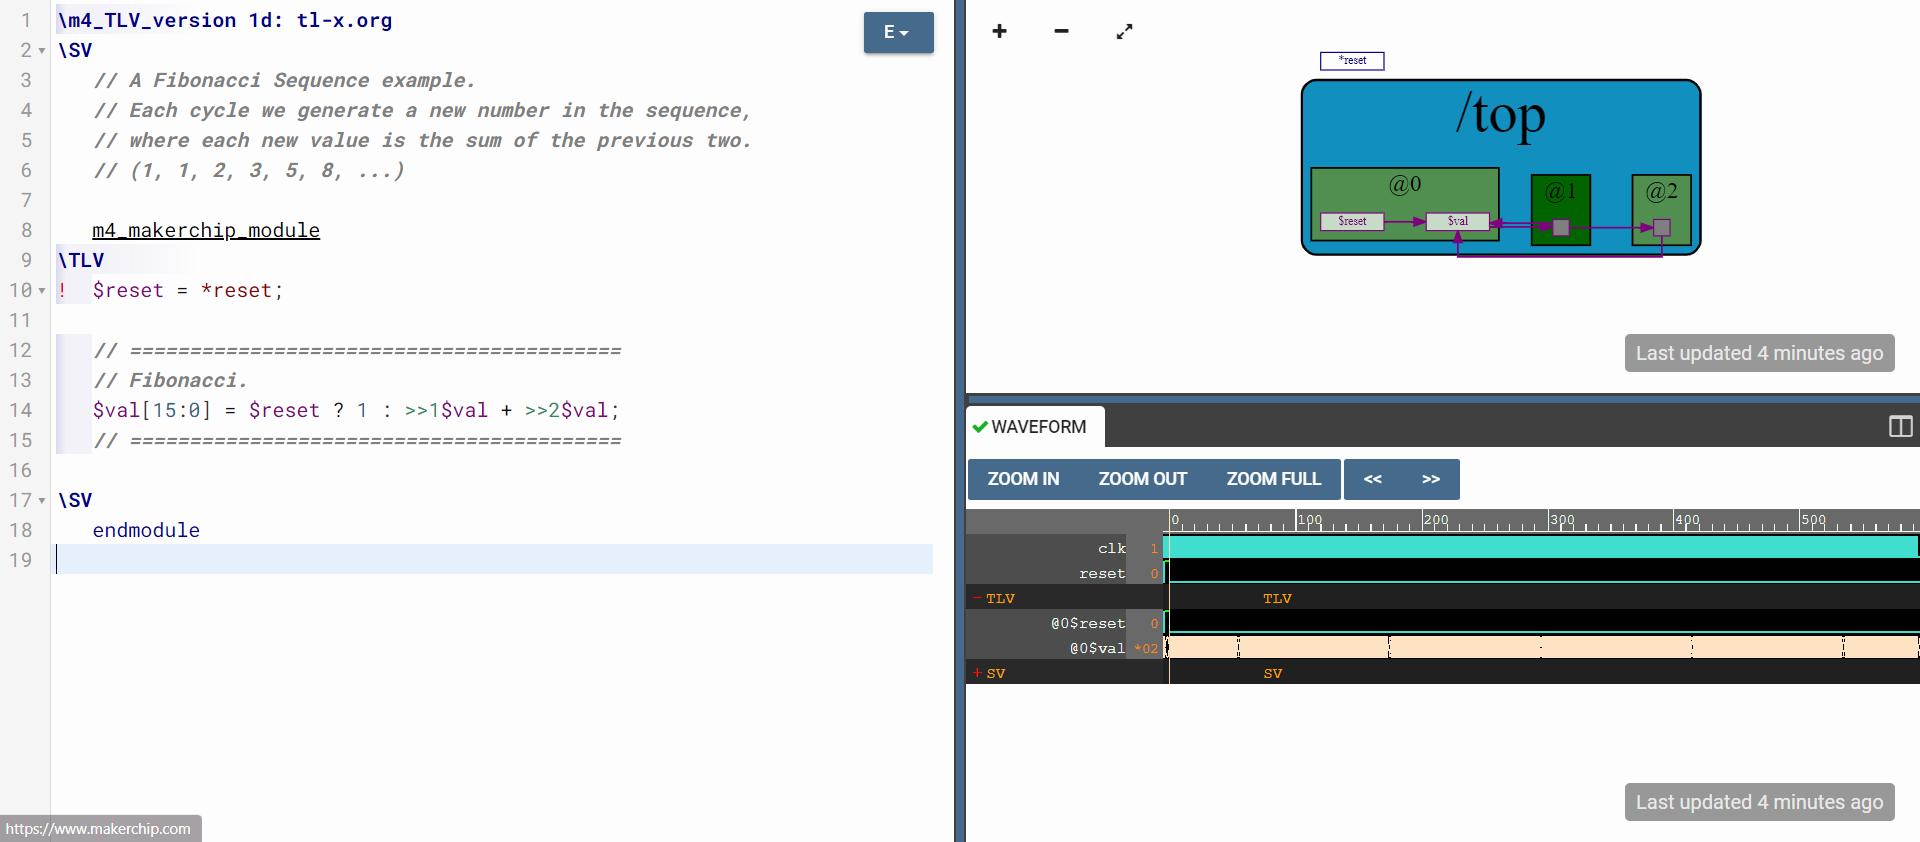 1 \m4_TLV_version 1d: tl-x.org
2 \SV
3 // A Fibonacci Sequence example.
4 // Each cycle we generate a new number in the sequence,
5 // where each new value is the sum of the previous two.
6 // (1, 1, 2, 3, 5, 8, ...)
7
8 m4_makerchip_module
9 \TLV
10 ! $reset = *reset;
11
12 // =========================================
13 // Fibonacci.
14 $val[15:0] = $reset ? 1 : >>1$val + >>2$val;
15 // =========================================
16
17 \SV
18 endmodule
19
E
https://www.makerchip.com
*reset
/top
@0 @1 @2
$reset $val
Last updated 4 minutes ago
WAVEFORM
ZOOM IN ZOOM OUT ZOOM FULL << >>
0 100 200 300 400 500
clk 1
reset 0
- TLV TLV
@0$reset 0
@0$val *02
+ SV SV
Last updated 4 minutes ago